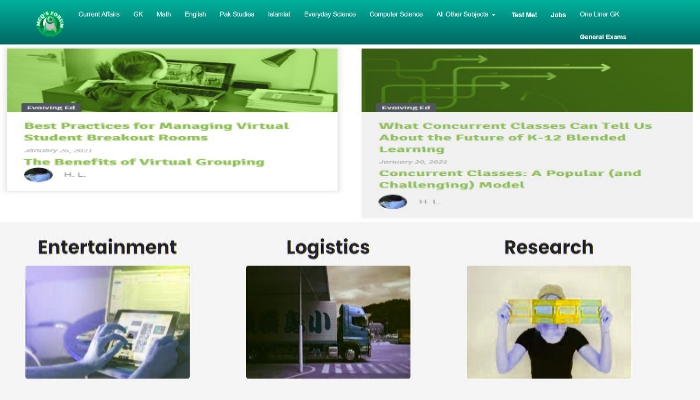 Current Affairs GK Math English Pak Studies Islamiat Everyday Science Computer Science All Other Subjects Test Me! Jobs One Liner GK
General Exams
Evolving Ed
Best Practices for Managing Virtual
Student Breakout Rooms
January 26, 2021
The Benefits of Virtual Grouping
H. L.
Evolving Ed
What Concurrent Classes Can Tell Us
About the Future of K-12 Blended
Learning
January 20, 2021
Concurrent Classes: A Popular (and
Challenging) Model
H. L.
Entertainment
Logistics
Research